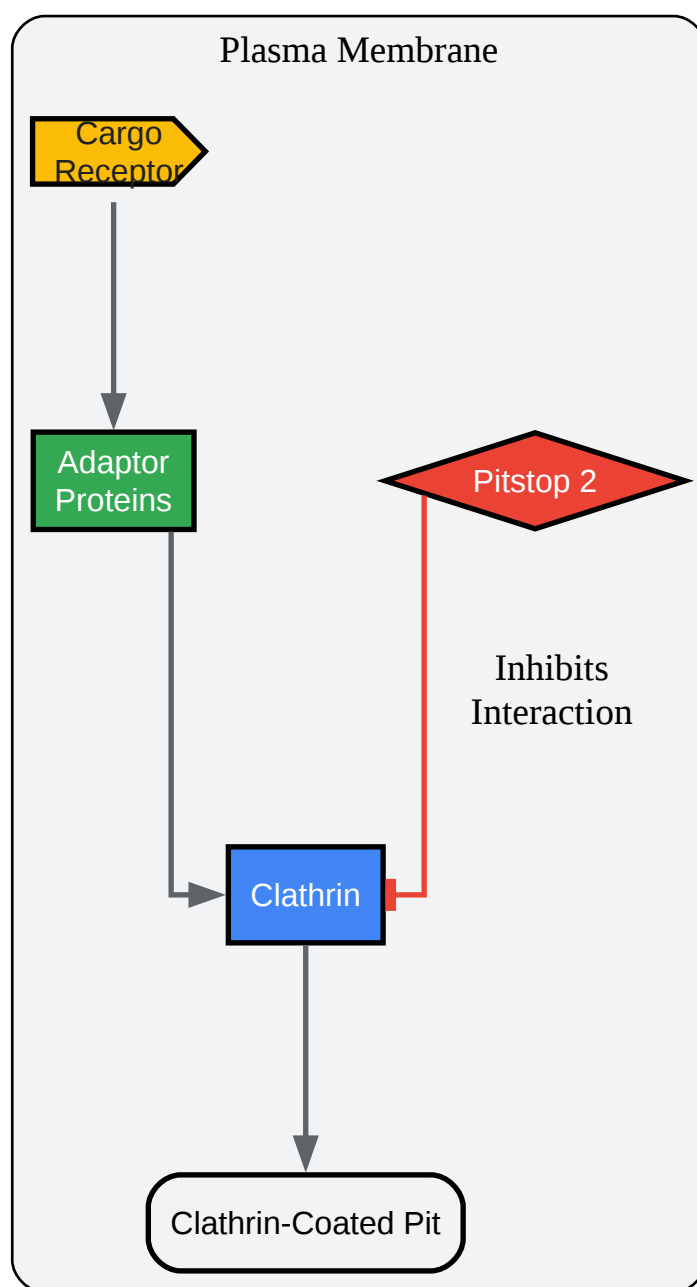 Plasma Membrane
Cargo
Receptor
Adaptor
Proteins
Pitstop 2
Inhibits
Interaction
Clathrin
Clathrin-Coated Pit